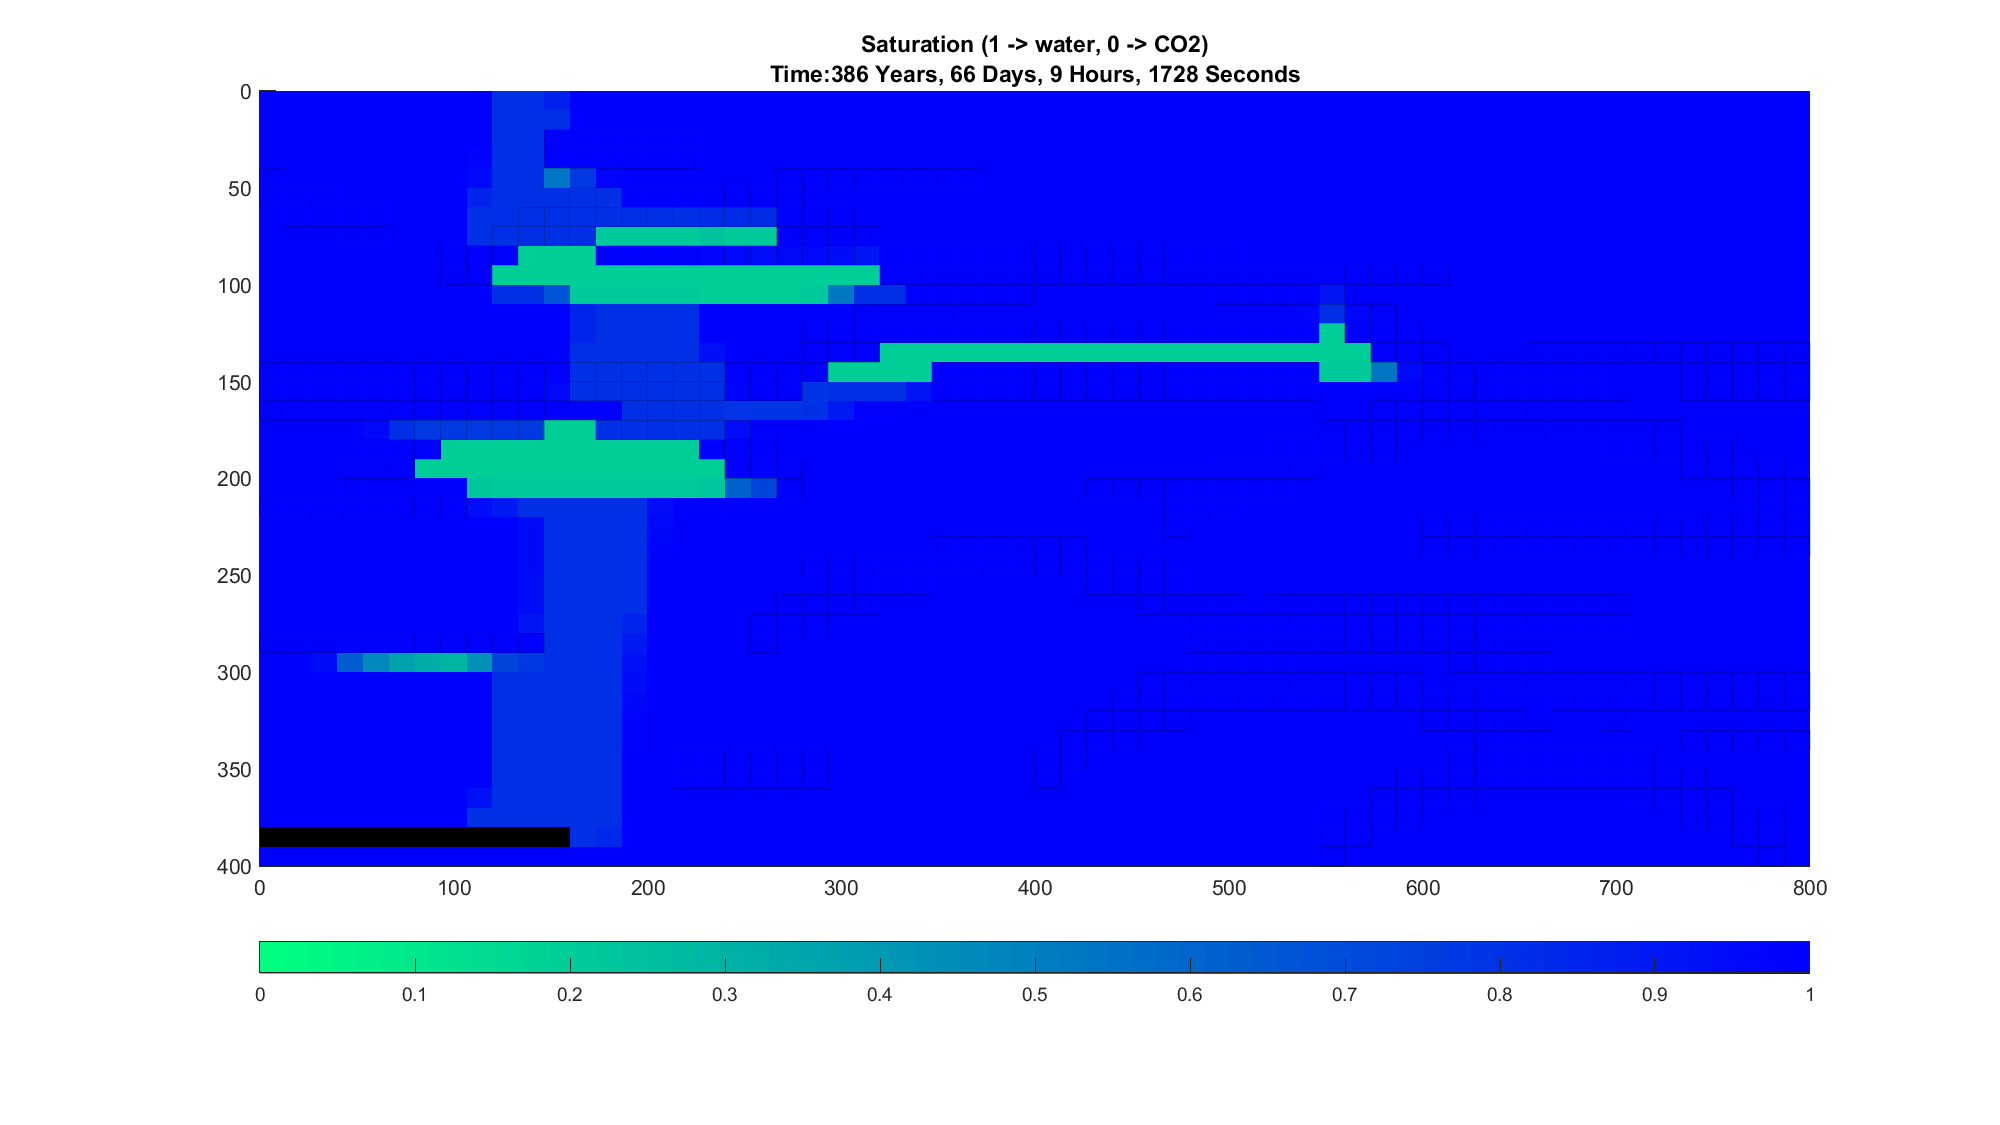 Saturation (1 -> water, 0 -> CO2)
Time:386 Years, 66 Days, 9 Hours, 1728 Seconds
0
50
100
150
200
250
300
350
400
0 100 200 300 400 500 600 700 800
0 0.1 0.2 0.3 0.4 0.5 0.6 0.7 0.8 0.9 1